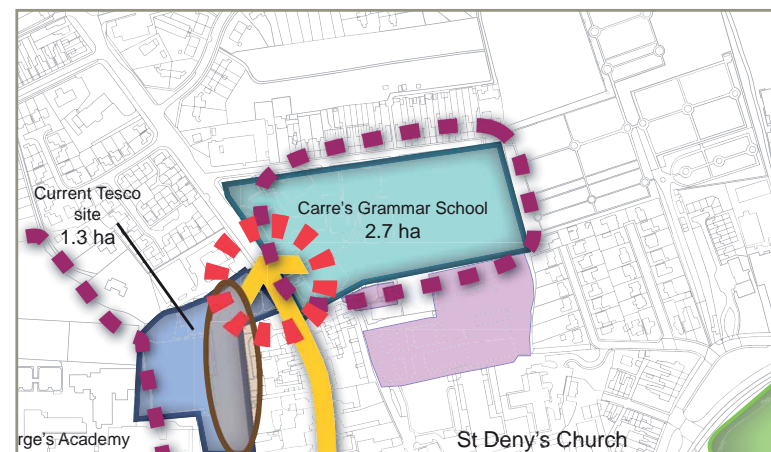 Current Tesco
site
1.3 ha
Carre's Grammar School
2.7 ha
rge's Academy
St Deny's Church